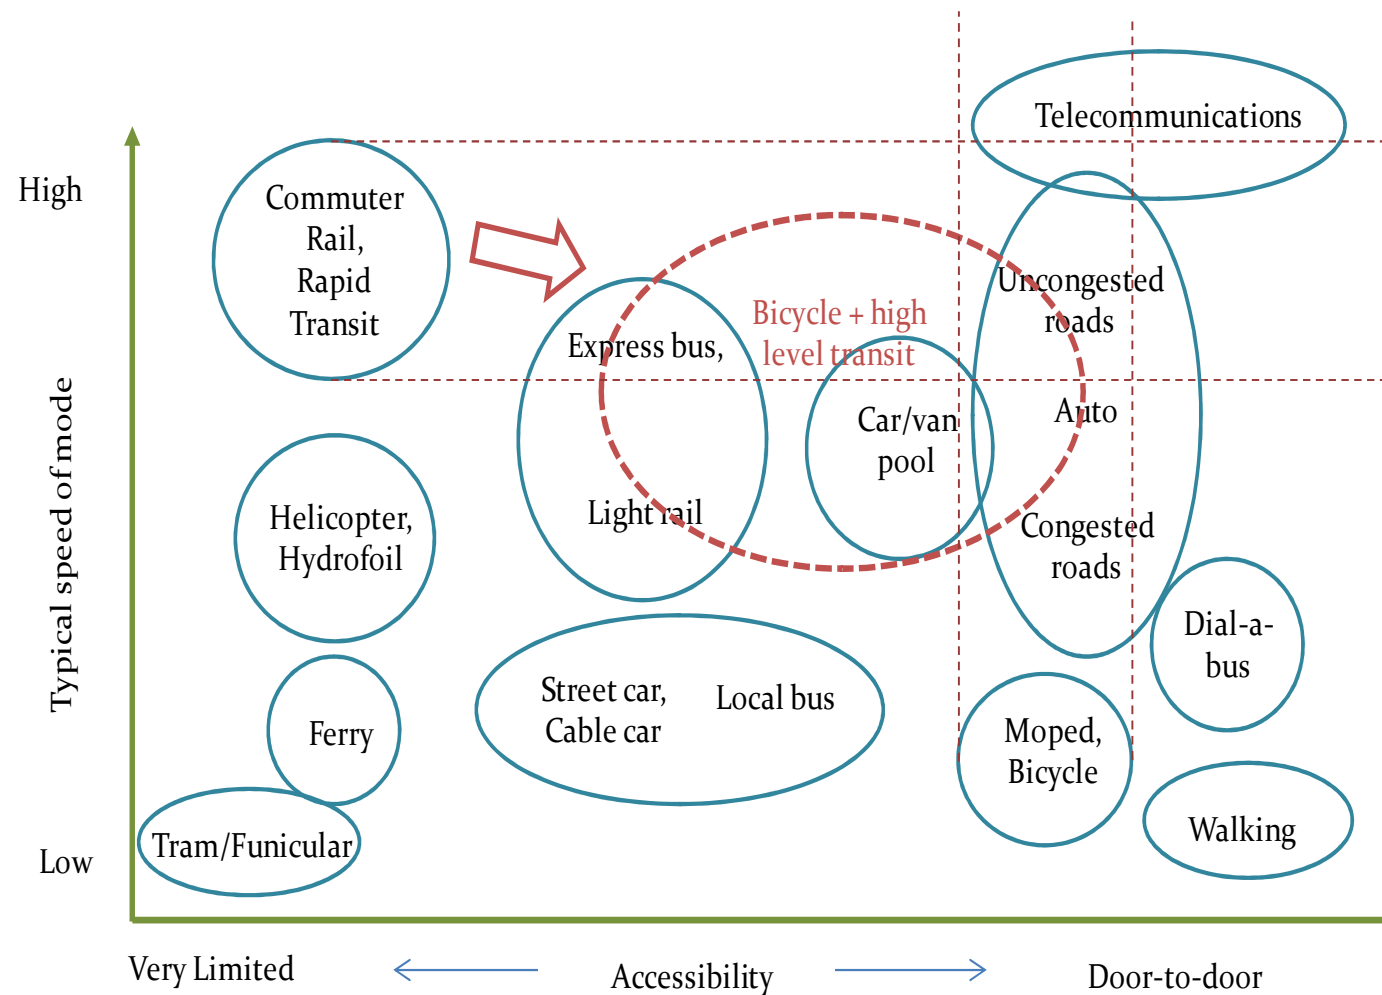 Telecommunications
High
Commuter
Rail,
Rapid
Transit
Uncongested
roads
Bicycle + high
level transit
Express bus,
Auto
Car/van
pool
Typical speed of mode
Light rail
Helicopter,
Hydrofoil
Congested
roads
Dial-a-
bus
Street car,
Cable car
Local bus
Ferry
Moped,
Bicycle
Walking
Tram/Funicular
Low
Very Limited
Accessibility
Door-to-door